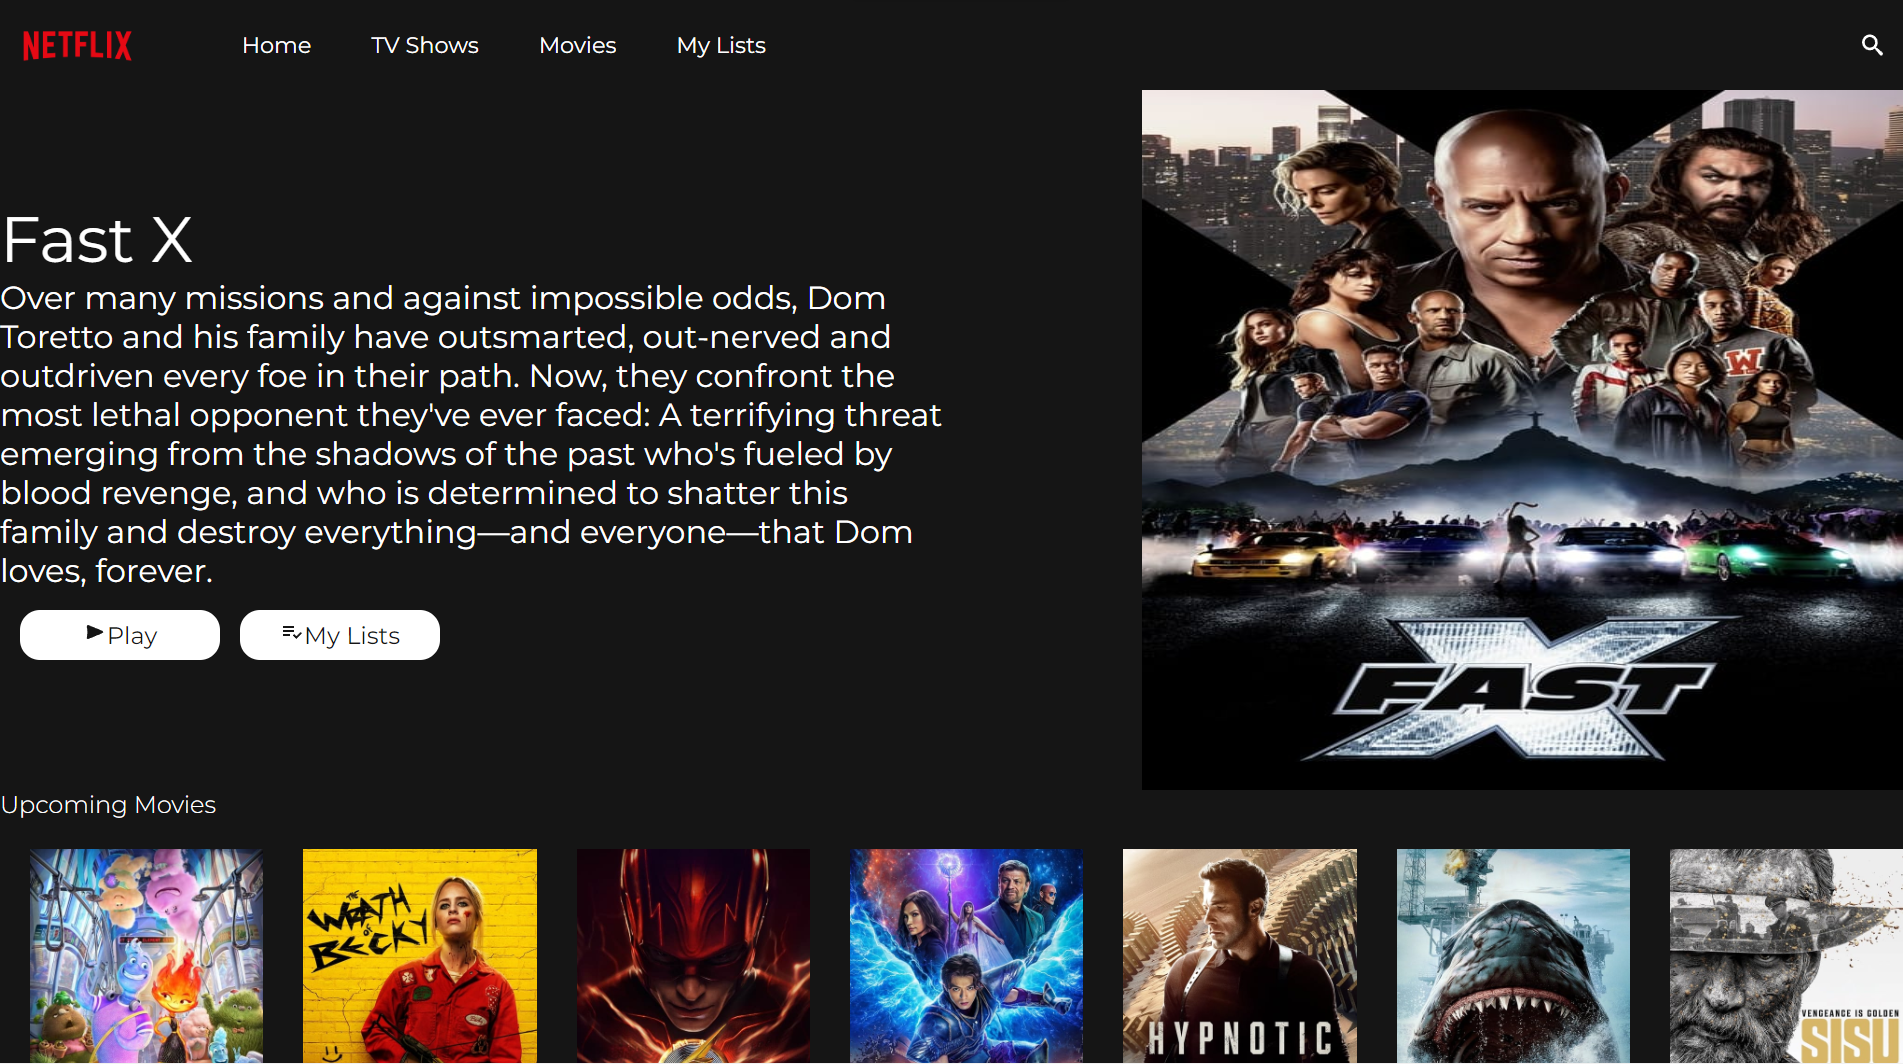 NETFLIX
Home
TV Shows
Movies
My Lists
Fast X
Over many missions and against impossible odds, Dom
Toretto and his family have outsmarted, out-nerved and
outdriven every foe in their path. Now, they confront the
most lethal opponent they've ever faced: A terrifying threat
emerging from the shadows of the past who's fueled by
blood revenge, and who is determined to shatter this
family and destroy everything—and everyone—that Dom
loves, forever.
Play
My Lists
W
X
FAST
Upcoming Movies
THE
WRATH
OF
BECKY
Becky
HYPNOTIC
VENGEANCE IS GOLDEN
SISU